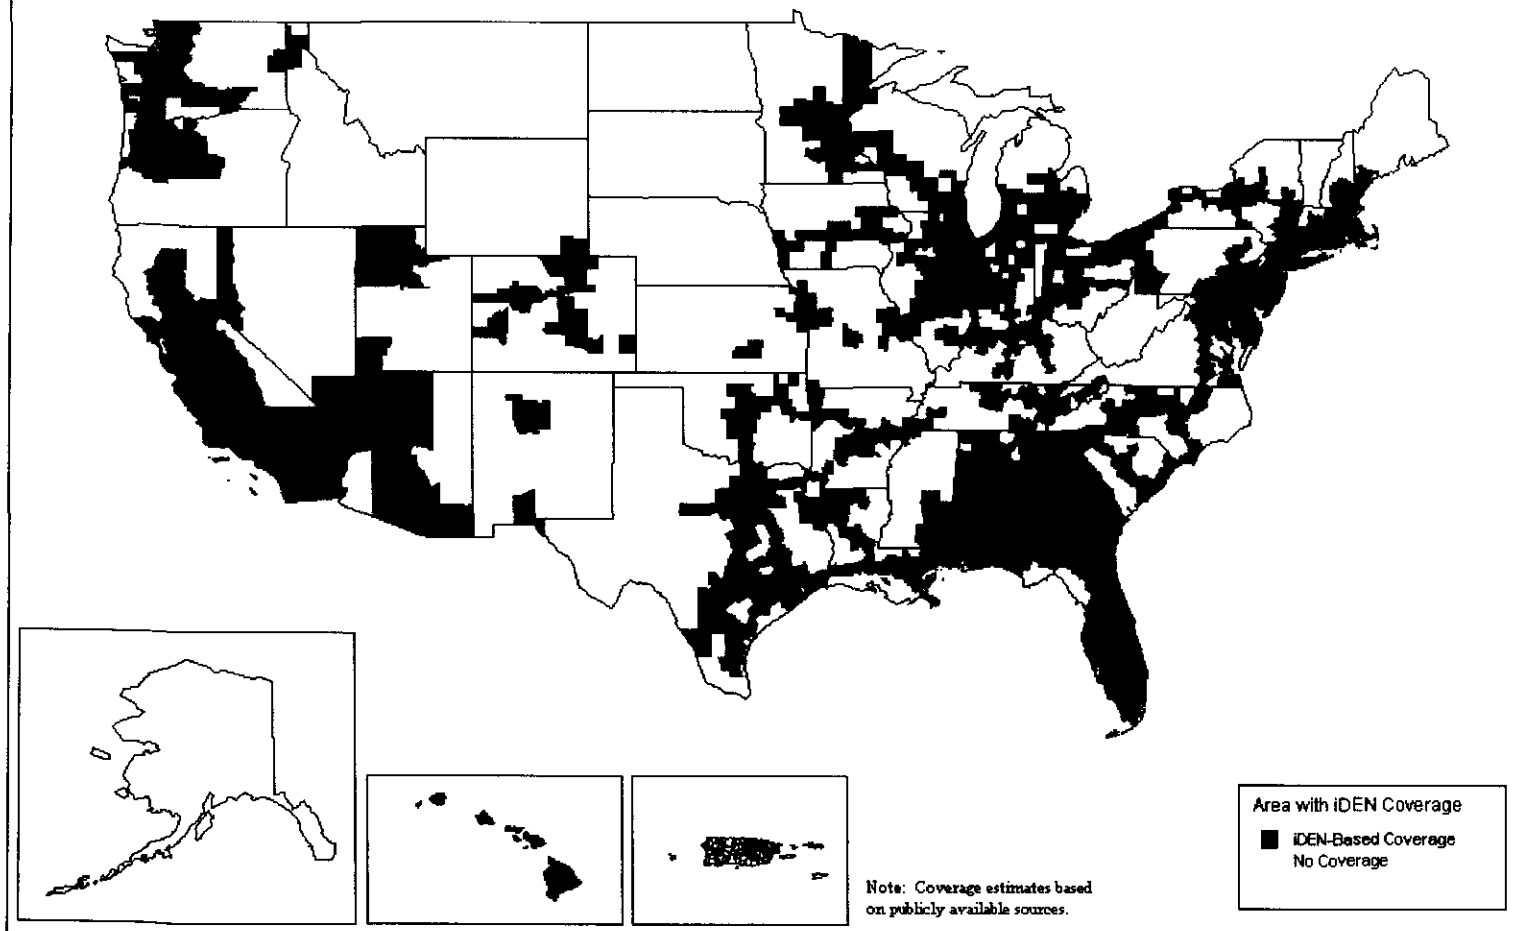 Note: Coverage estimates based
on publicly available sources.
Area with iDEN Coverage
iDEN-Based Coverage
No Coverage